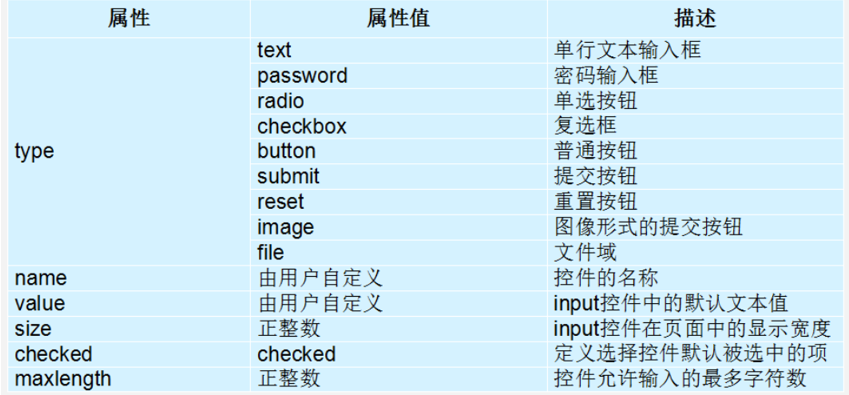 属性 属性值 描述
text 单行文本输入框
password 密码输入框
radio 单选按钮
checkbox 复选框
type button 普通按钮
submit 提交按钮
reset 重置按钮
image 图像形式的提交按钮
file 文件域
name 由用户自定义 控件的名称
value 由用户自定义 input控件中的默认文本值
size 正整数 input控件在页面中的显示宽度
checked checked 定义选择控件默认被选中的项
maxlength 正整数 控件允许输入的最多字符数